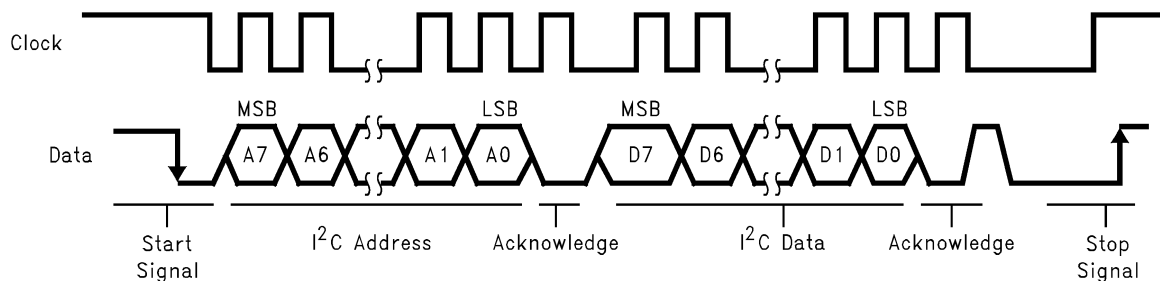 Clock
MSB LSB MSB LSB
Data A7 A6 A1 A0 D7 D6 D1 D0
Start Signal
I²C Address
Acknowledge
I²C Data
Acknowledge
Stop Signal